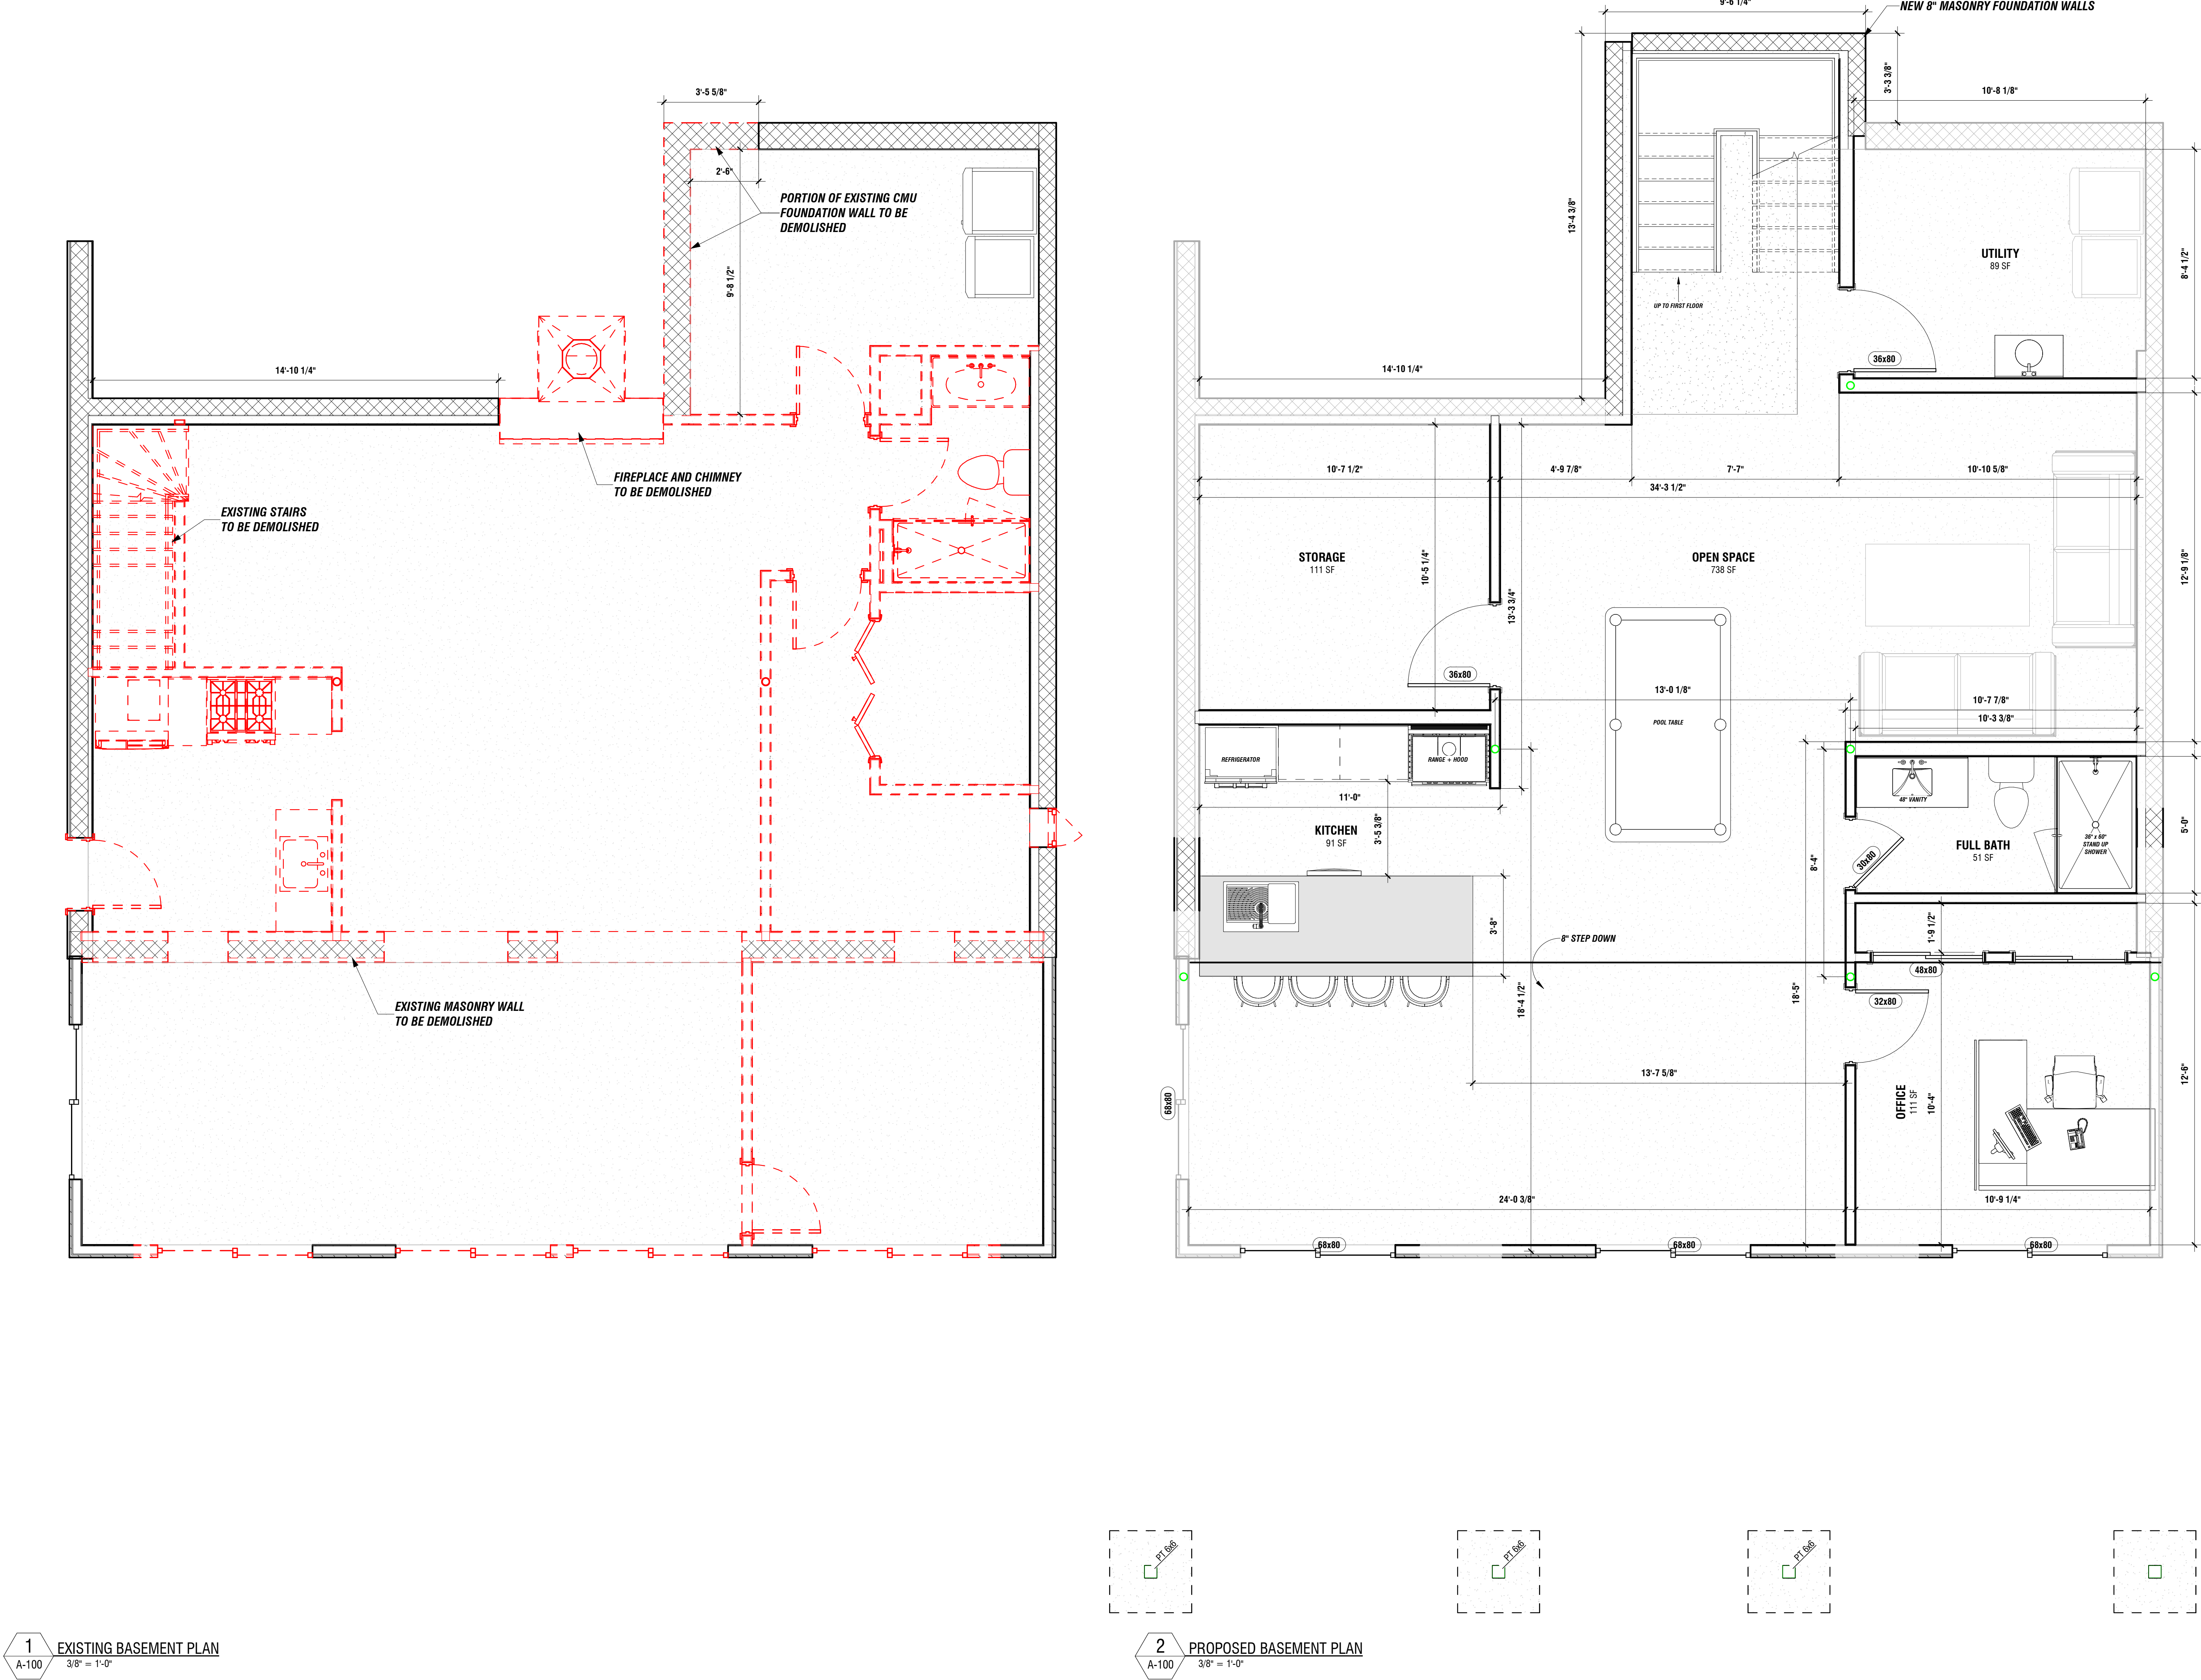 3'-5 5/8"
2'-6"
PORTION OF EXISTING CMU
FOUNDATION WALL TO BE
DEMOLISHED
9'-8 1/2"
14'-10 1/4"
FIREPLACE AND CHIMNEY
TO BE DEMOLISHED
EXISTING STAIRS
TO BE DEMOLISHED
EXISTING MASONRY WALL
TO BE DEMOLISHED
1
A-100
EXISTING BASEMENT PLAN
3/8" = 1'-0"
9'-6 1/4"
NEW 8" MASONRY FOUNDATION WALLS
3'-3 3/8"
10'-8 1/8"
13'-4 3/8"
UTILITY
89 SF
8'-4 1/2"
UP TO FIRST FLOOR
36x80
14'-10 1/4"
10'-7 1/2"
4'-9 7/8"
7'-7"
10'-10 5/8"
34'-3 1/2"
STORAGE
111 SF
10'-5 1/4"
13'-3 3/4"
OPEN SPACE
738 SF
12'-9 1/8"
36x80
13'-0 1/8"
10'-7 7/8"
10'-3 3/8"
POOL TABLE
REFRIGERATOR
RANGE + HOOD
11'-0"
KITCHEN
91 SF
3'-5 3/8"
48" VANITY
FULL BATH
51 SF
36" x 60"
STAND UP
SHOWER
5'-0"
30x80
8'-4"
3'-8"
8" STEP DOWN
1'-9 1/2"
48x80
32x80
18'-4 1/2"
18'-5"
13'-7 5/8"
68x80
OFFICE
111 SF
10'-4"
12'-6"
24'-0 3/8"
10'-9 1/4"
68x80
68x80
68x80
PT 6x6
PT 6x6
PT 6x6
2
A-100
PROPOSED BASEMENT PLAN
3/8" = 1'-0"